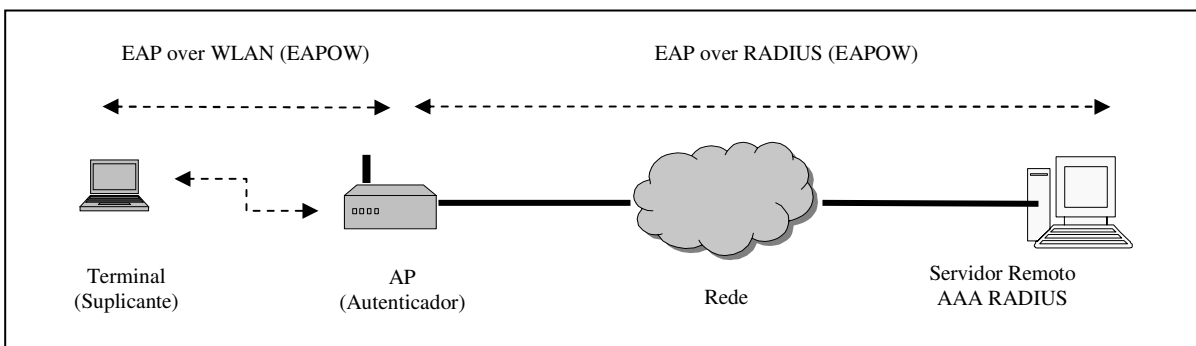 EAP over WLAN (EAPOW)
EAP over RADIUS (EAPOW)
Terminal
(Suplicante)
AP
(Autenticador)
Rede
Servidor Remoto
AAA RADIUS